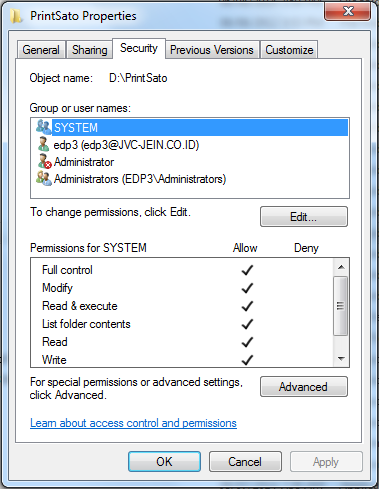 PrintSato Properties
General Sharing Security Previous Versions Customize
Object name: D:\PrintSato
Group or user names:
SYSTEM
edp3 (edp3@JVC-JEIN.CO.ID)
Administrator
Administrators (EDP3\Administrators)
To change permissions, click Edit.
Edit...
Permissions for SYSTEM Allow Deny
Full control
Modify
Read & execute
List folder contents
Read
Write
For special permissions or advanced settings,
click Advanced.
Advanced
Learn about access control and permissions
OK Cancel Apply